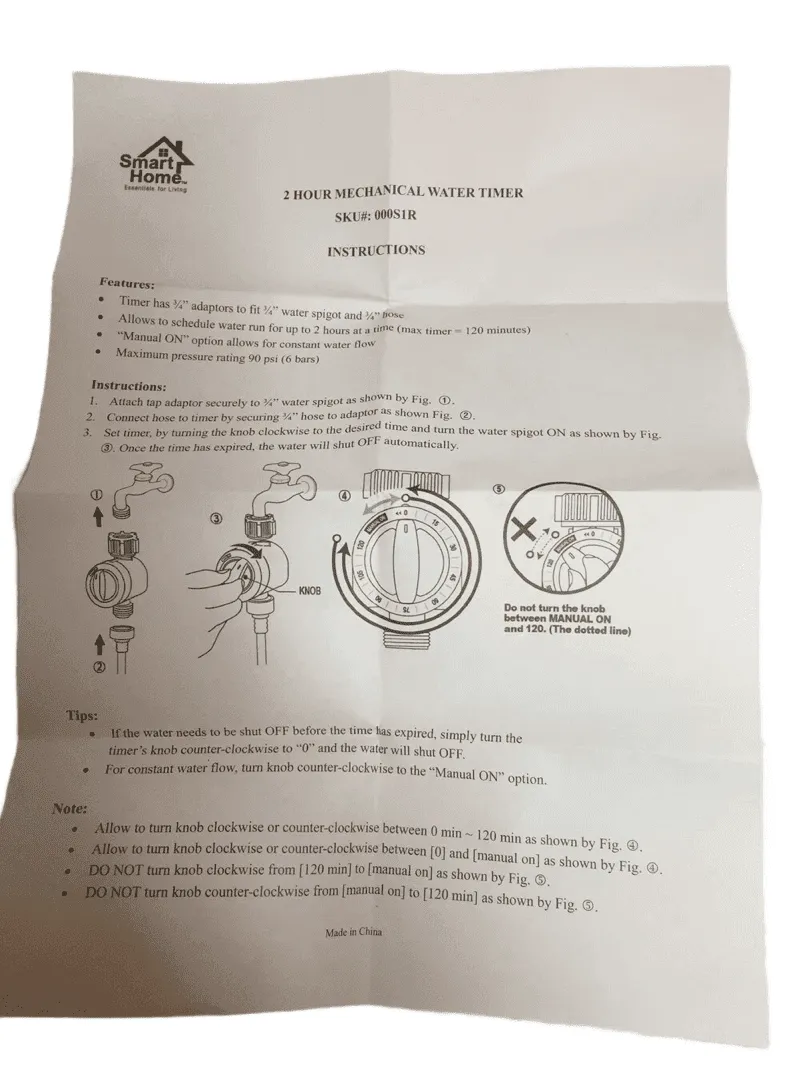 Smart
Home™
Essentials for Living
2 HOUR MECHANICAL WATER TIMER
SKU#: 000S1R
INSTRUCTIONS
Features:
• Timer has ¾” adaptors to fit ¾” water spigot and ¾” hose
• Allows to schedule water run for up to 2 hours at a time (max timer = 120 minutes)
• “Manual ON” option allows for constant water flow
• Maximum pressure rating 90 psi (6 bars)
Instructions:
1. Attach tap adaptor securely to ¾” water spigot as shown by Fig. ①.
2. Connect hose to timer by securing ¾” hose to adaptor as shown Fig. ②.
3. Set timer, by turning the knob clockwise to the desired time and turn the water spigot ON as shown by Fig.
③. Once the time has expired, the water will shut OFF automatically.
①
②
③
KNOB
④
MANUAL ON
<< 0
15
30
45
60
75
90
105
120
⑤
MANUAL ON
<< 0
15
120
Do not turn the knob
between MANUAL ON
and 120. (The dotted line)
Tips:
• If the water needs to be shut OFF before the time has expired, simply turn the
timer’s knob counter-clockwise to “0” and the water will shut OFF.
• For constant water flow, turn knob counter-clockwise to the “Manual ON” option.
Note:
• Allow to turn knob clockwise or counter-clockwise between 0 min ~ 120 min as shown by Fig. ④.
• Allow to turn knob clockwise or counter-clockwise between [0] and [manual on] as shown by Fig. ④.
• DO NOT turn knob clockwise from [120 min] to [manual on] as shown by Fig. ⑤.
• DO NOT turn knob counter-clockwise from [manual on] to [120 min] as shown by Fig. ⑤.
Made in China